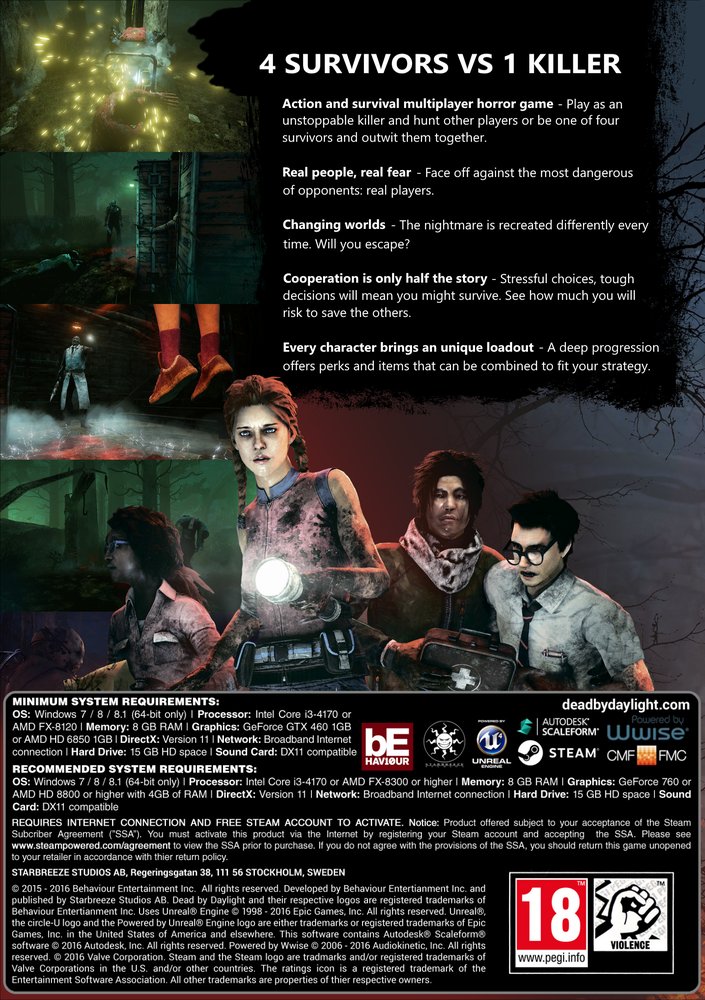 4 SURVIVORS VS 1 KILLER
Action and survival multiplayer horror game - Play as an
unstoppable killer and hunt other players or be one of four
survivors and outwit them together.
Real people, real fear - Face off against the most dangerous
of opponents: real players.
Changing worlds - The nightmare is recreated differently every
time. Will you escape?
Cooperation is only half the story - Stressful choices, tough
decisions will mean you might survive. See how much you will
risk to save the others.
Every character brings an unique loadout - A deep progression
offers perks and items that can be combined to fit your strategy.
MINIMUM SYSTEM REQUIREMENTS:
OS: Windows 7 / 8 / 8.1 (64-bit only) | Processor: Intel Core i3-4170 or
AMD FX-8120 | Memory: 8 GB RAM | Graphics: GeForce GTX 460 1GB
or AMD HD 6850 1GB | DirectX: Version 11 | Network: Broadband Internet
connection | Hard Drive: 15 GB HD space | Sound Card: DX11 compatible
bE
HAVIOUR
STARBREEZE
POWERED BY
UNREAL
ENGINE
deadbydaylight.com
AUTODESK®
SCALEFORM®
Powered by
Wwise
STEAM™
CMF FMC
RECOMMENDED SYSTEM REQUIREMENTS:
OS: Windows 7 / 8 / 8.1 (64-bit only) | Processor: Intel Core i3-4170 or AMD FX-8300 or higher | Memory: 8 GB RAM | Graphics: GeForce 760 or
AMD HD 8800 or higher with 4GB of RAM | DirectX: Version 11 | Network: Broadband Internet connection | Hard Drive: 15 GB HD space | Sound
Card: DX11 compatible
REQUIRES INTERNET CONNECTION AND FREE STEAM ACCOUNT TO ACTIVATE. Notice: Product offered subject to your acceptance of the Steam
Subcriber Agreement ("SSA"). You must activate this product via the Internet by registering your Steam account and accepting the SSA. Please see
www.steampowered.com/agreement to view the SSA prior to purchase. If you do not agree with the provisions of the SSA, you should return this game unopened
to your retailer in accordance with thier return policy.
STARBREEZE STUDIOS AB, Regeringsgatan 38, 111 56 STOCKHOLM, SWEDEN
© 2015 - 2016 Behaviour Entertainment Inc. All rights reserved. Developed by Behaviour Entertianment Inc. and
published by Starbreeze Studios AB. Dead by Daylight and their respective logos are registered trademarks of
Behaviour Entertianment Inc. Uses Unreal® Engine © 1998 - 2016 Epic Games, Inc. All rights reserved. Unreal®,
the circle-U logo and the Powered by Unreal® Engine logo are either trademarks or registered trademarks of Epic
Games, Inc. in the United States of America and elsewhere. This software contains Autodesk® Scaleform®
software © 2016 Autodesk, Inc. All rights reserved. Powered by Wwise © 2006 - 2016 Audiokinetic, Inc. All rights
reserved. © 2016 Valve Corporation. Steam and the Steam logo are tradmarks and/or registered trademarks of
Valve Corporations in the U.S. and/or other countries. The ratings icon is a registered trademark of the
Entertainment Software Association. All other trademarks are properties of thier respective owners.
18
TM
www.pegi.info
VIOLENCE
TM